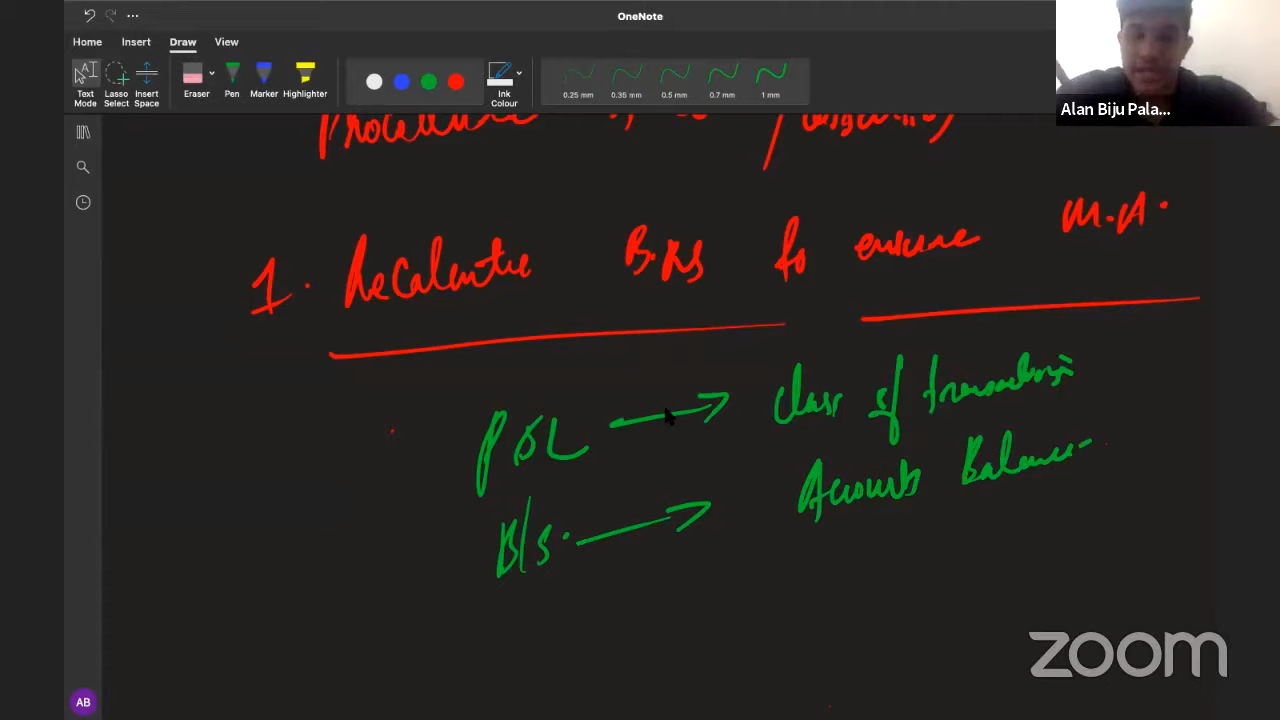 OneNote
Home Insert Draw View
Text Mode Lasso Select Insert Space Eraser Pen Marker Highlighter Ink Colour 0.25 mm 0.35 mm 0.5 mm 0.7 mm 1 mm
Alan Biju Pala...
Procedure
1. Recalculate B.RS to ensure M.A.
P&L → class of transactions
B/S. → Accounts Balance
AB
zoom